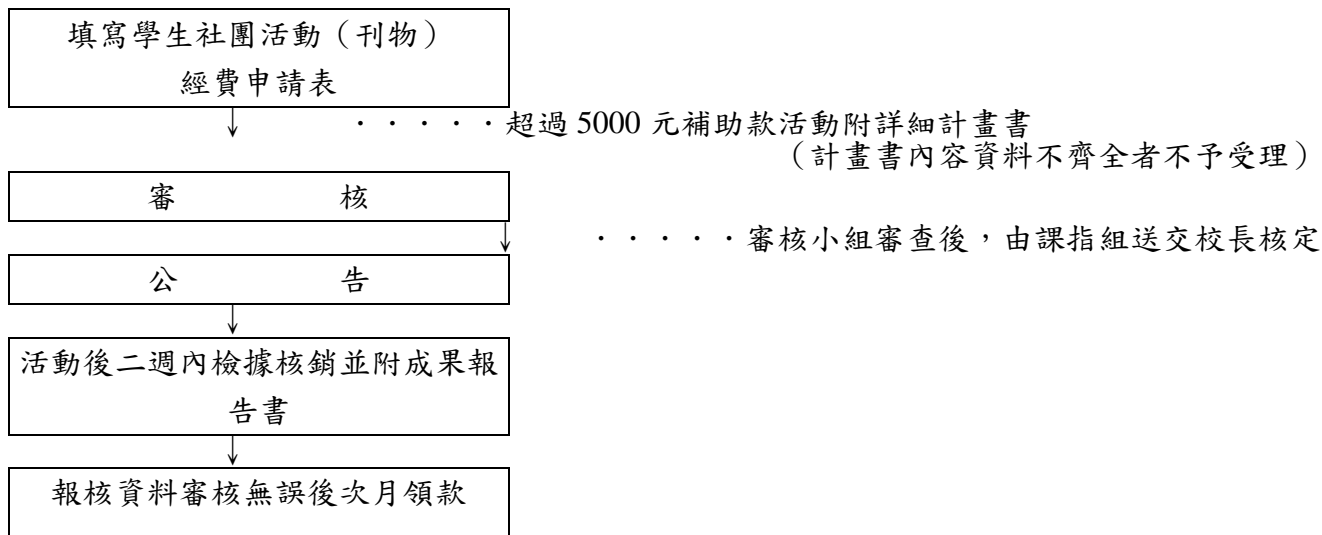 填寫學生社團活動（刊物）
經費申請表
↓ ．．．．．超過 5000 元補助款活動附詳細計畫書
（計畫書內容資料不齊全者不予受理）
審 核
↓ ．．．．．審核小組審查後，由課指組送交校長核定
公 告
↓
活動後二週內檢據核銷並附成果報
告書
↓
報核資料審核無誤後次月領款